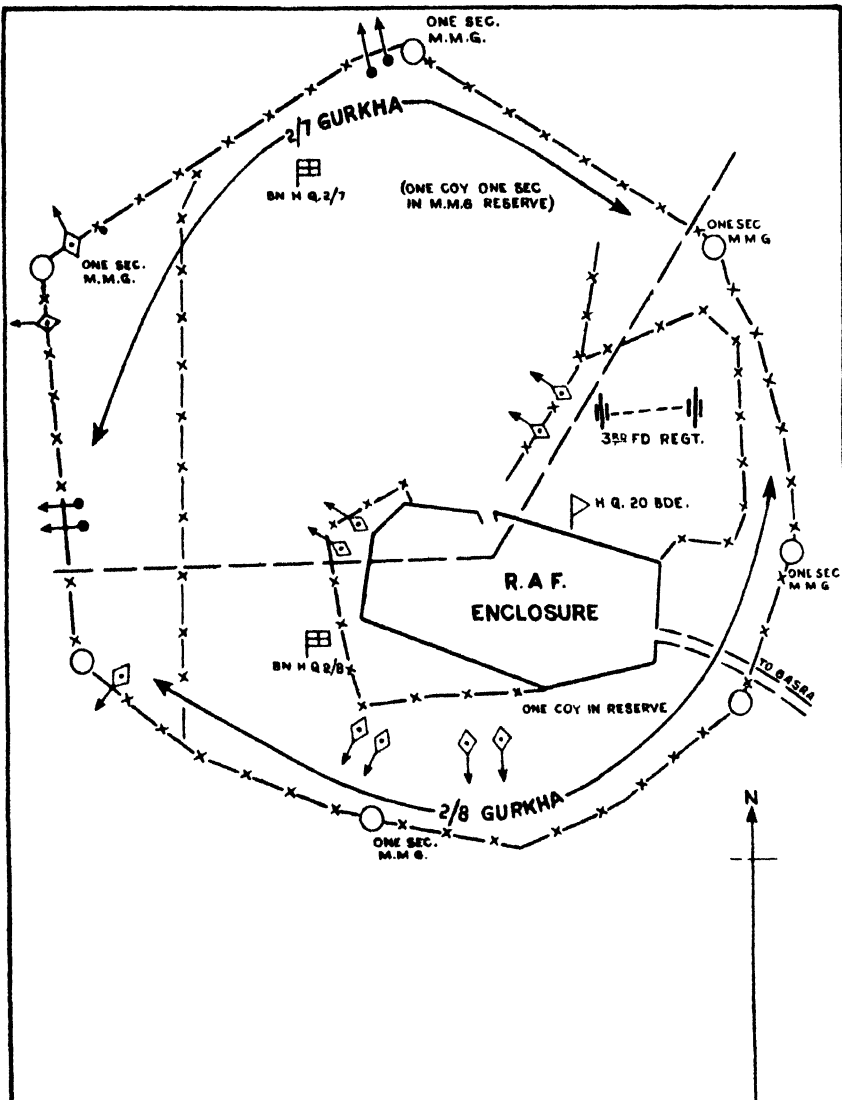 ONE SEC.
M.M.G.
2/7 GURKHA
BN H Q. 2/7
(ONE COY ONE SEC
IN M.M.G RESERVE)
ONE SEC
M M G
ONE SEC.
M.M.G.
3RD FD REGT.
H Q. 20 BDE.
R. A F.
ENCLOSURE
ONE SEC
M M G
BN H Q 2/8
TO BASRA
ONE COY IN RESERVE
2/8 GURKHA
ONE SEC.
M.M G.
N